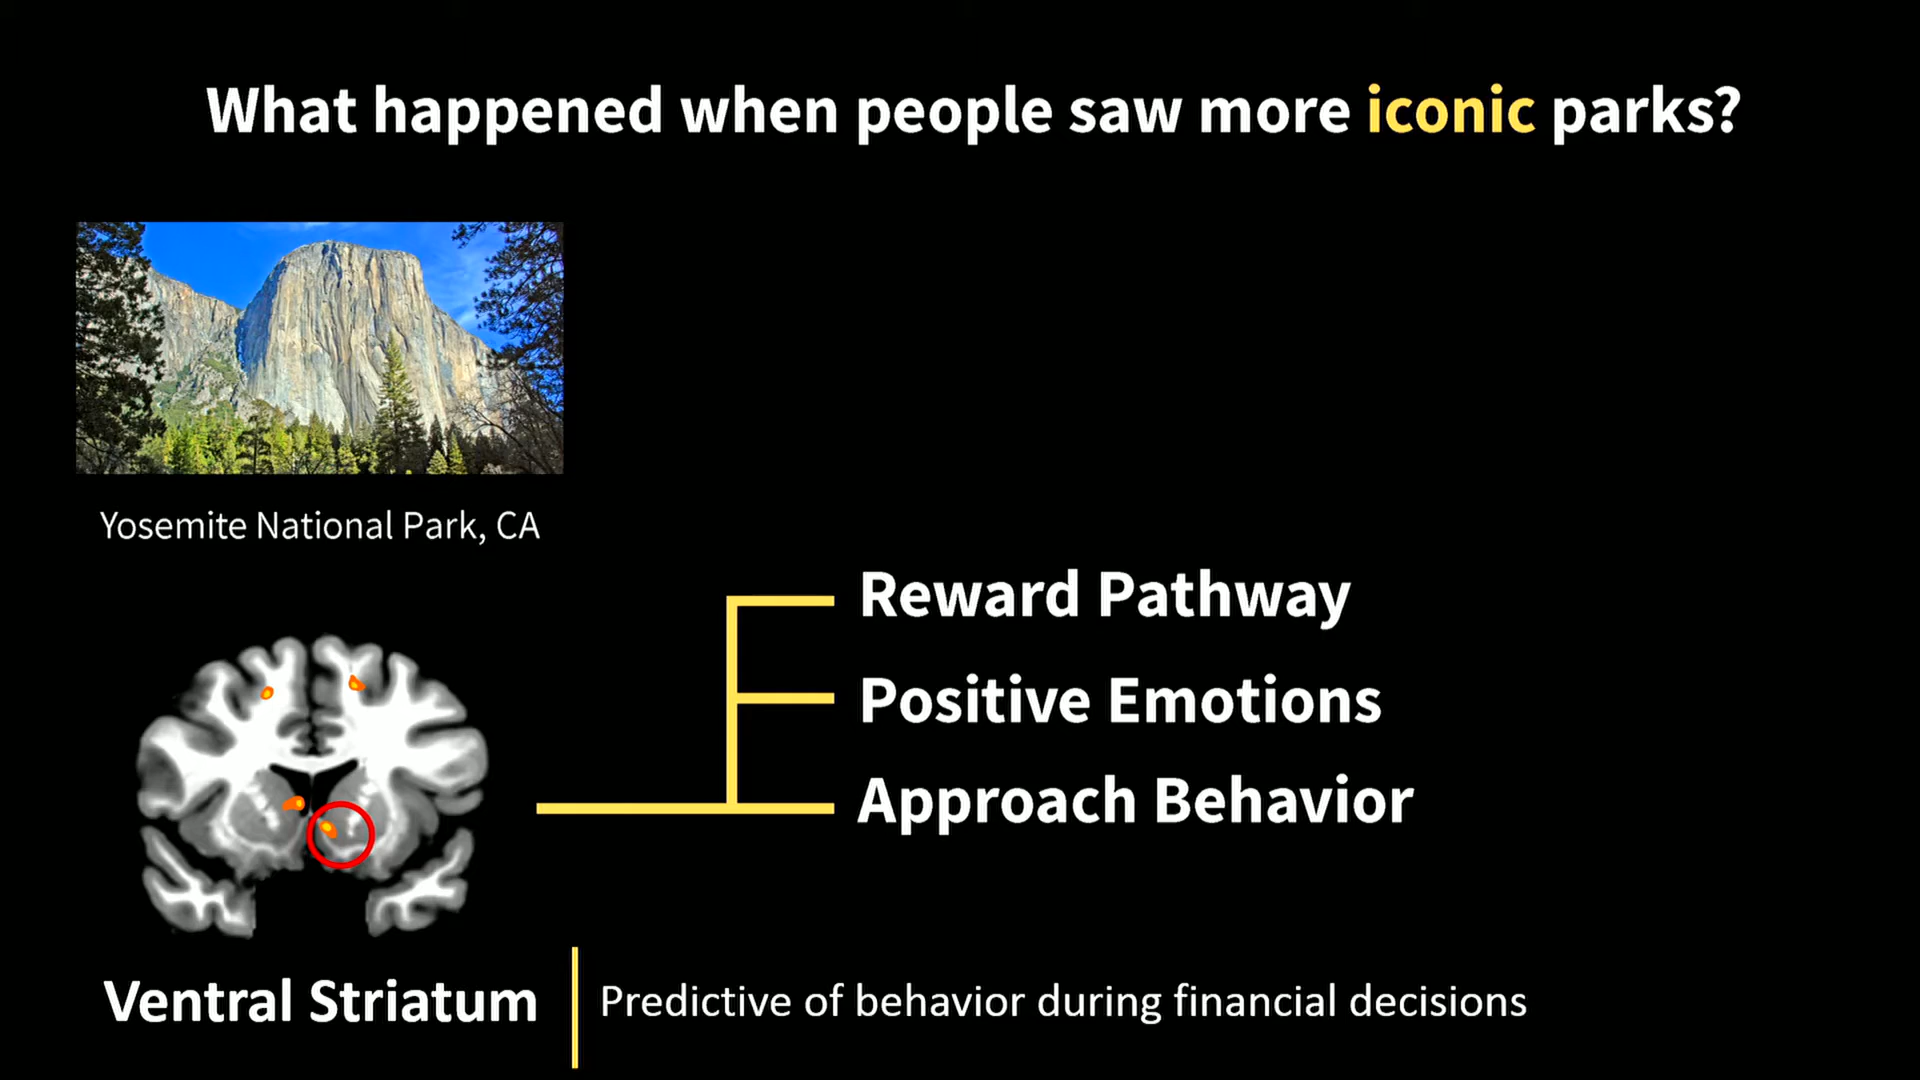 What happened when people saw more iconic parks?
Yosemite National Park, CA
Reward Pathway
Positive Emotions
Approach Behavior
Ventral Striatum
Predictive of behavior during financial decisions